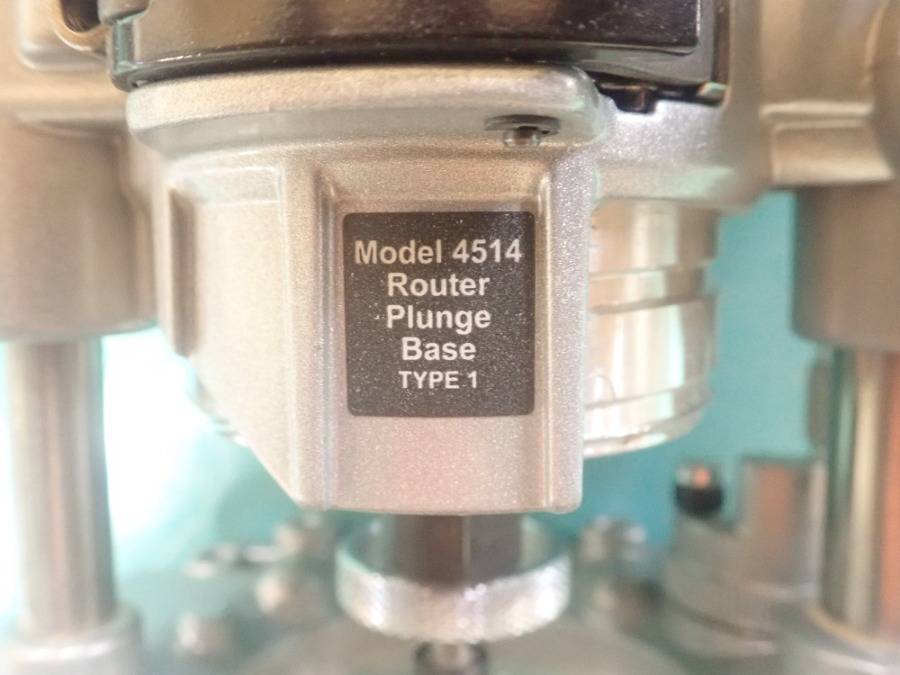 Model 4514
Router
Plunge
Base
TYPE 1